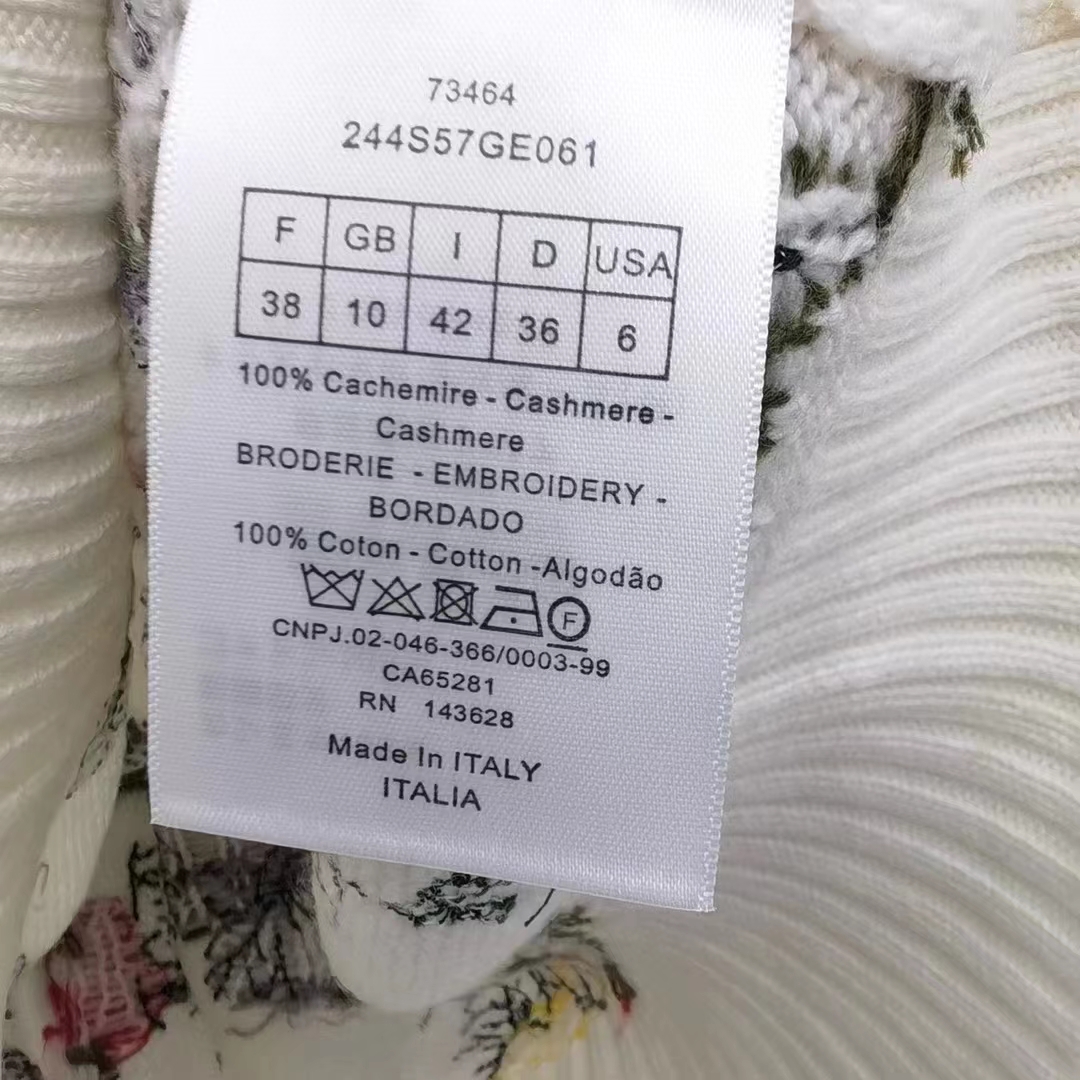 73464
244S57GE061
F GB I D USA
38 10 42 36 6
100% Cachemire - Cashmere -
Cashmere
BRODERIE - EMBROIDERY -
BORDADO
100% Coton - Cotton -Algodão
F
CNPJ.02-046-366/0003-99
CA65281
RN 143628
Made In ITALY
ITALIA